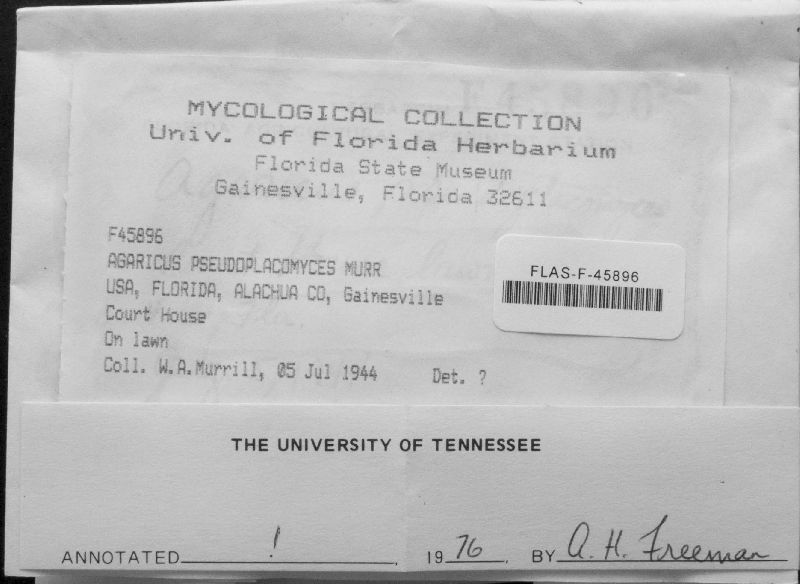 MYCOLOGICAL COLLECTION
Univ. of Florida Herbarium
Florida State Museum
Gainesville, Florida 32611
F45896
AGARICUS PSEUDOPLACOMYCES MURR
USA, FLORIDA, ALACHUA CO, Gainesville
Court House
On lawn
Coll. W.A.Murrill, 05 Jul 1944 Det. ?
FLAS-F-45896
THE UNIVERSITY OF TENNESSEE
ANNOTATED ! . 1976. BY A. H. Freeman